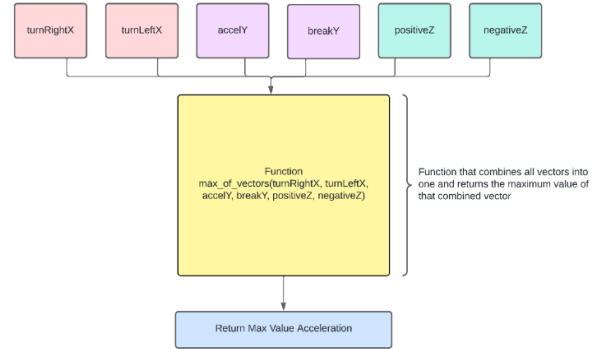 turnRightX
turnLeftX
accelY
breakY
positiveZ
negativeZ
Function
max_of_vectors(turnRightX, turnLeftX,
accelY, breakY, positiveZ, negativeZ)
Function that combines all vectors into
one and returns the maximum value of
that combined vector
Return Max Value Acceleration